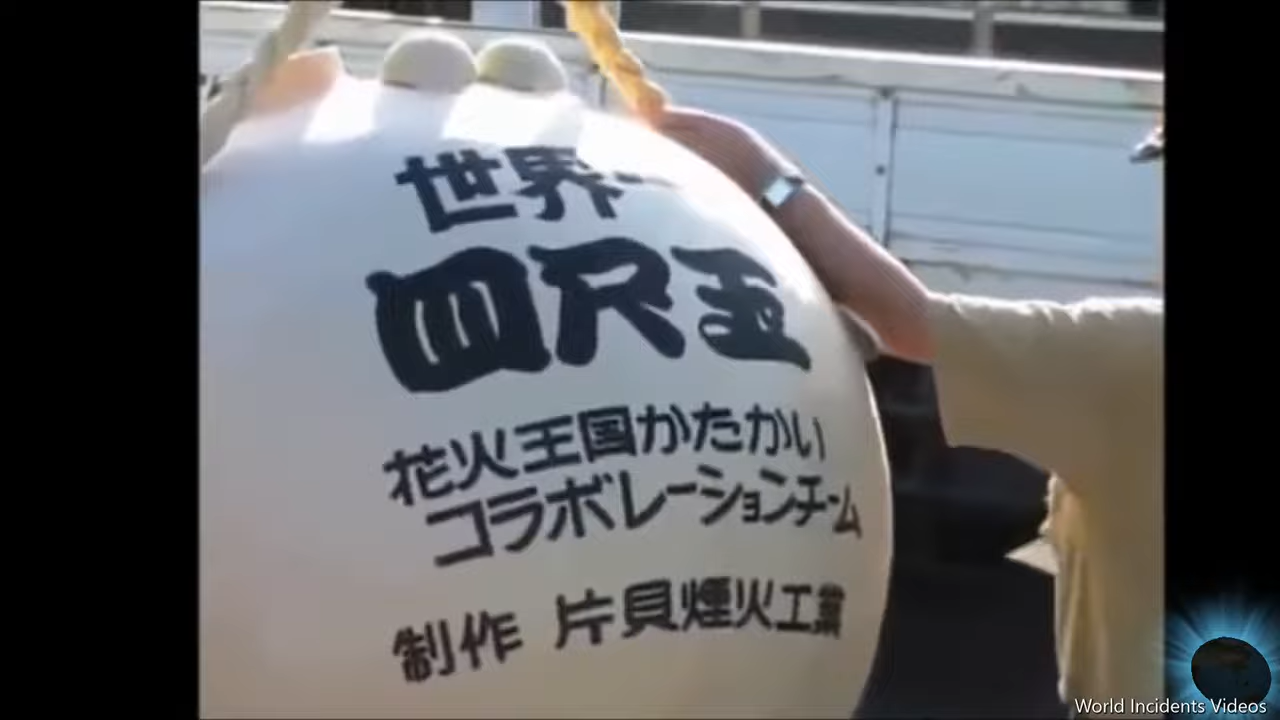 世界一
四尺玉
花火王国かたかい
コラボレーションチーム
制作 片貝煙火工業
World Incidents Videos